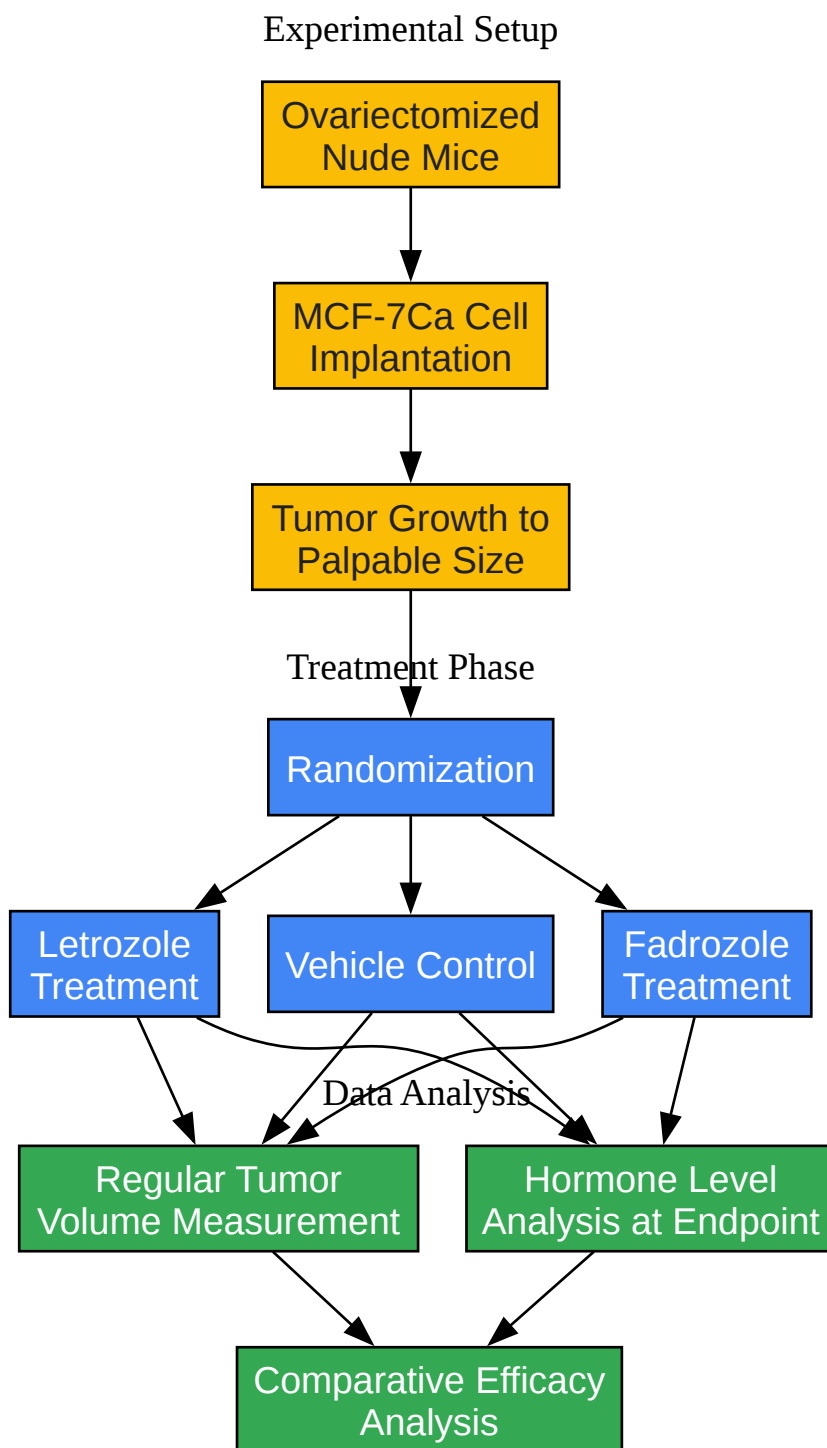 Experimental Setup
Ovariectomized
Nude Mice
MCF-7Ca Cell
Implantation
Tumor Growth to
Palpable Size
Treatment Phase
Randomization
Letrozole
Treatment
Vehicle Control
Fadrozole
Treatment
Data Analysis
Regular Tumor
Volume Measurement
Hormone Level
Analysis at Endpoint
Comparative Efficacy
Analysis